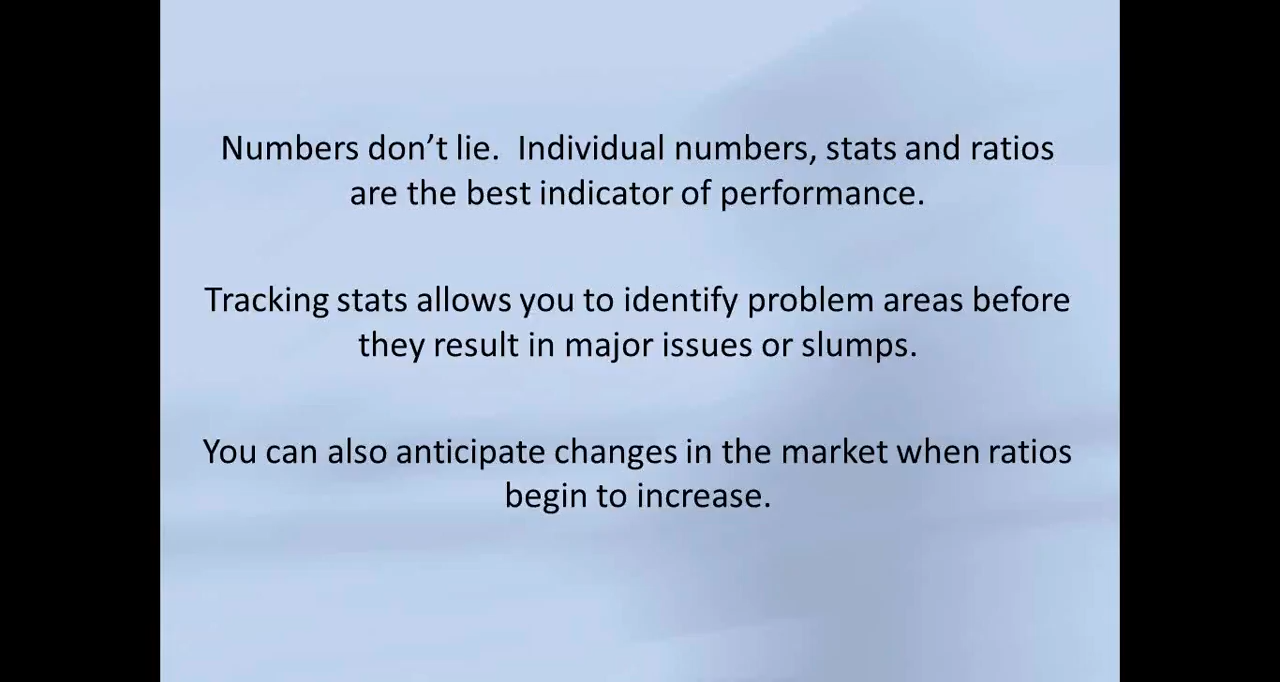 Numbers don’t lie.  Individual numbers, stats and ratios
are the best indicator of performance.
Tracking stats allows you to identify problem areas before
they result in major issues or slumps.
You can also anticipate changes in the market when ratios
begin to increase.